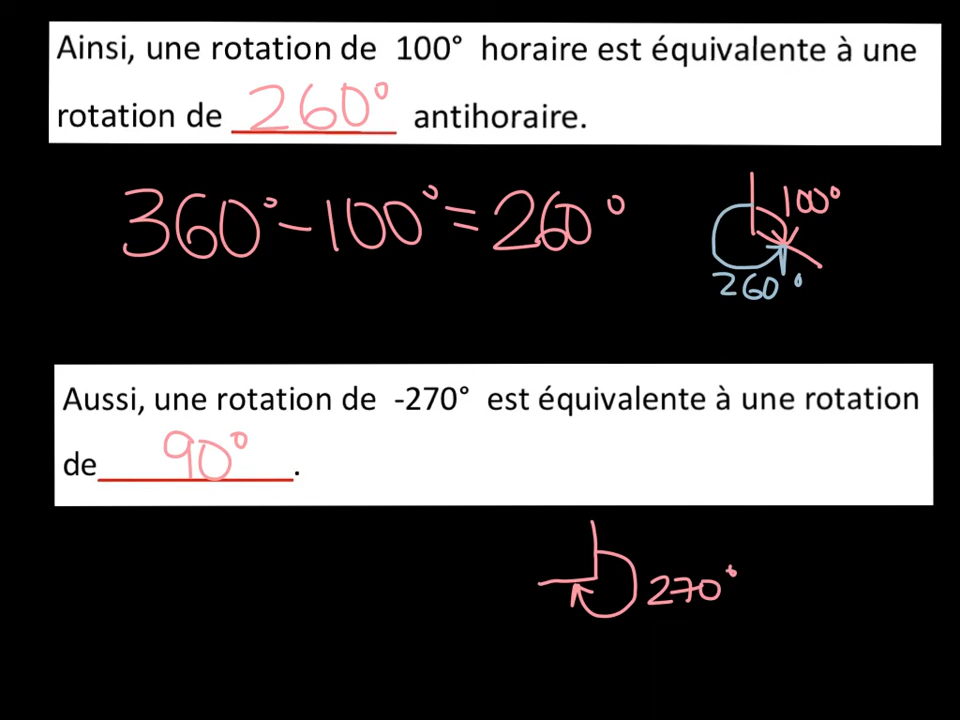 Ainsi, une rotation de 100° horaire est équivalente à une
rotation de 260° antihoraire.
360° - 100° = 260°
100°
260°
Aussi, une rotation de -270° est équivalente à une rotation
de 90°.
270°